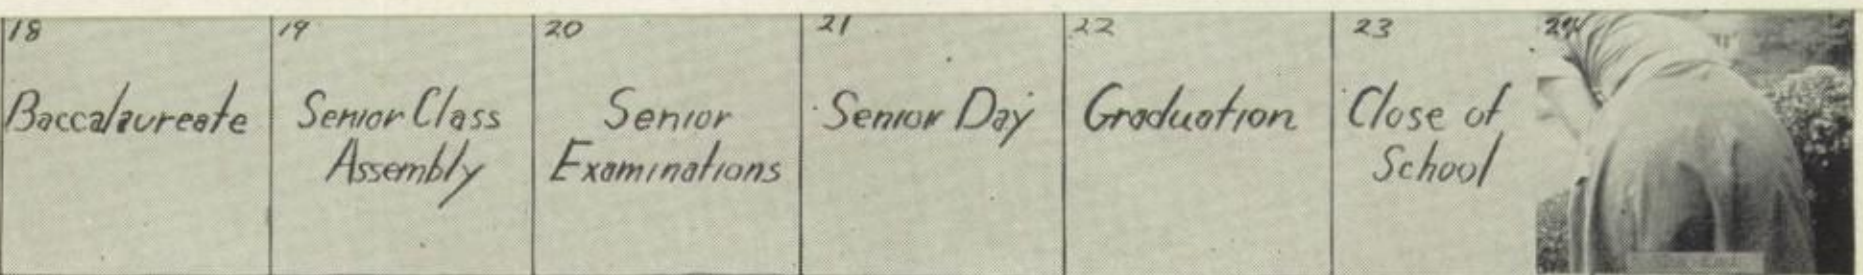 18
Baccalaureate
19
Senior Class
Assembly
20
Senior
Examinations
21
Senior Day
22
Graduation
23
Close of
School
24